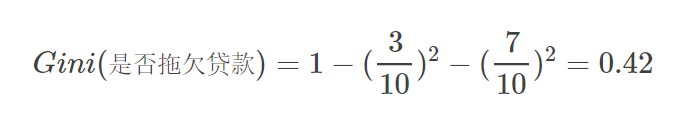 Gini(是否拖欠贷款) = 1 − (3/10)² − (7/10)² = 0.42